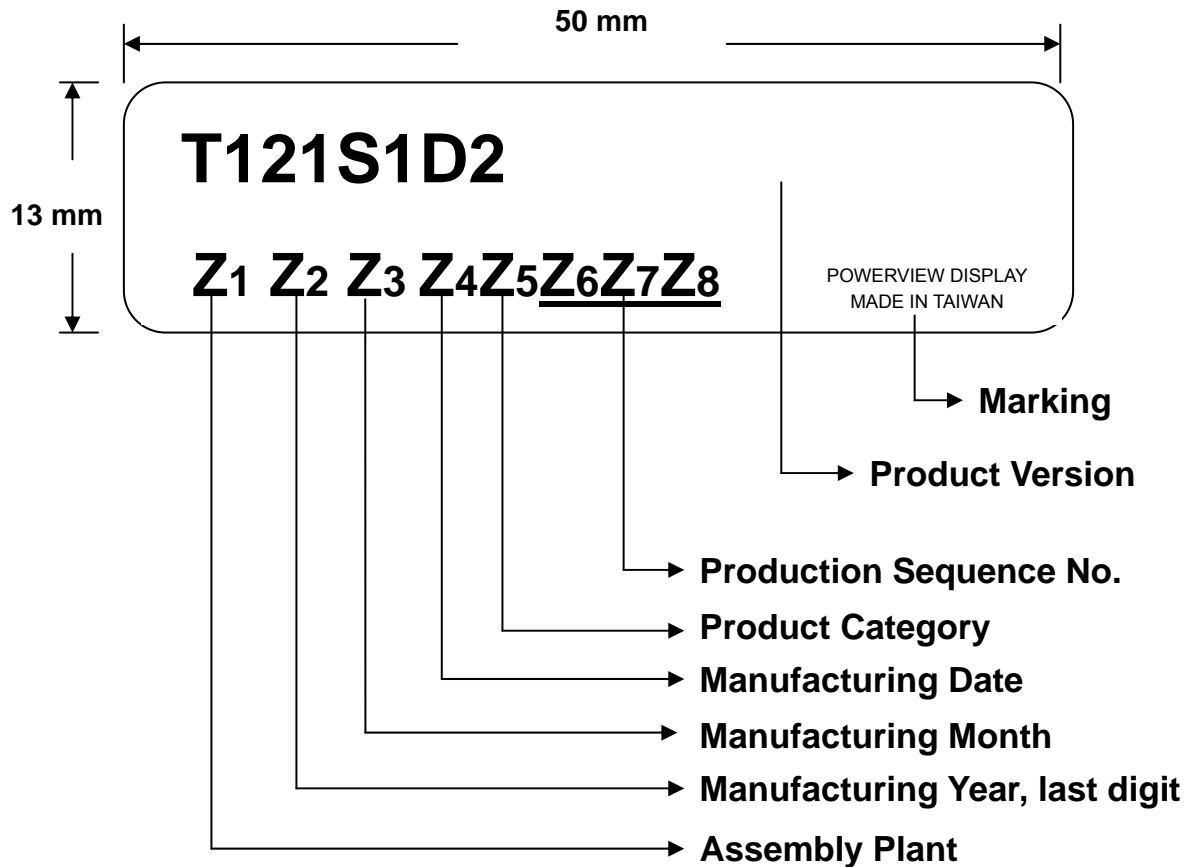 50 mm
T121S1D2
13 mm
Z1 Z2 Z3 Z4Z5Z6Z7Z8
POWERVIEW DISPLAY
MADE IN TAIWAN
Marking
Product Version
Production Sequence No.
Product Category
Manufacturing Date
Manufacturing Month
Manufacturing Year, last digit
Assembly Plant